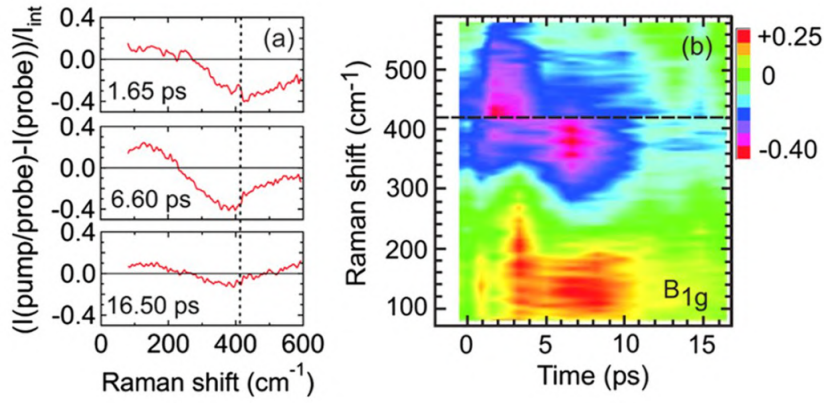 (I(pump/probe)-I(probe))/I_int
0.4
0.0
-0.4
(a)
1.65 ps
0.4
0.0
-0.4
6.60 ps
0.4
0.0
-0.4
16.50 ps
0 200 400 600
Raman shift (cm⁻¹)
Raman shift (cm⁻¹)
500
400
300
200
100
(b)
B1g
0 5 10 15
Time (ps)
+0.25
0
-0.40